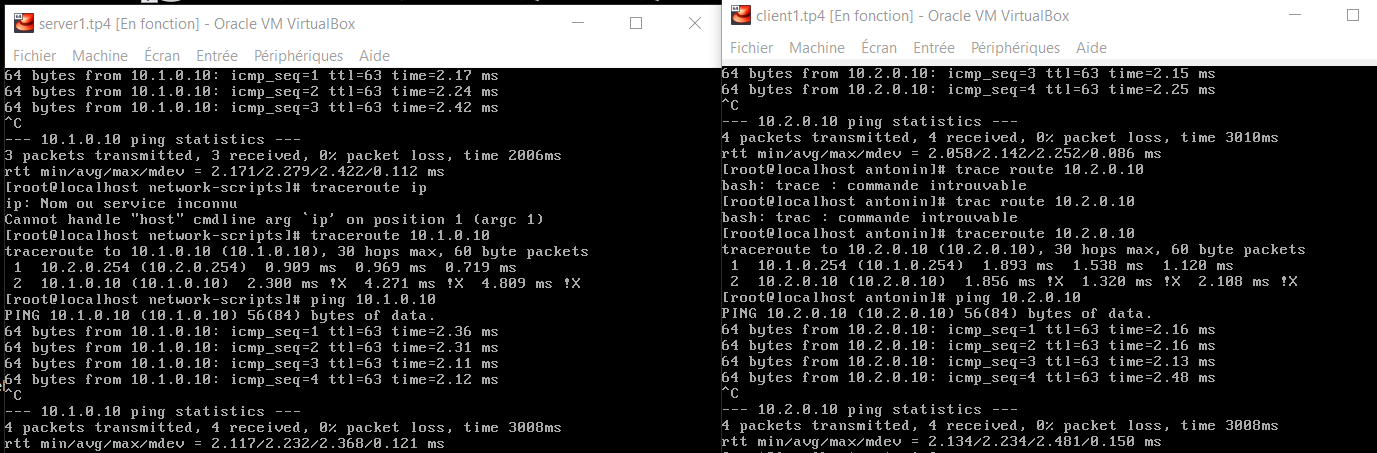 server1.tp4 [En fonction] - Oracle VM VirtualBox
Fichier Machine Écran Entrée Périphériques Aide
64 bytes from 10.1.0.10: icmp_seq=1 ttl=63 time=2.17 ms
64 bytes from 10.1.0.10: icmp_seq=2 ttl=63 time=2.24 ms
64 bytes from 10.1.0.10: icmp_seq=3 ttl=63 time=2.42 ms
^C
--- 10.1.0.10 ping statistics ---
3 packets transmitted, 3 received, 0% packet loss, time 2006ms
rtt min/avg/max/mdev = 2.171/2.279/2.422/0.112 ms
[root@localhost network-scripts]# traceroute ip
ip: Nom ou service inconnu
Cannot handle "host" cmdline arg `ip' on position 1 (argc 1)
[root@localhost network-scripts]# traceroute 10.1.0.10
traceroute to 10.1.0.10 (10.1.0.10), 30 hops max, 60 byte packets
1 10.2.0.254 (10.2.0.254) 0.909 ms 0.969 ms 0.719 ms
2 10.1.0.10 (10.1.0.10) 2.300 ms !X 4.271 ms !X 4.809 ms !X
[root@localhost network-scripts]# ping 10.1.0.10
PING 10.1.0.10 (10.1.0.10) 56(84) bytes of data.
64 bytes from 10.1.0.10: icmp_seq=1 ttl=63 time=2.36 ms
64 bytes from 10.1.0.10: icmp_seq=2 ttl=63 time=2.31 ms
64 bytes from 10.1.0.10: icmp_seq=3 ttl=63 time=2.11 ms
64 bytes from 10.1.0.10: icmp_seq=4 ttl=63 time=2.12 ms
^C
--- 10.1.0.10 ping statistics ---
4 packets transmitted, 4 received, 0% packet loss, time 3008ms
rtt min/avg/max/mdev = 2.117/2.232/2.368/0.121 ms
client1.tp4 [En fonction] - Oracle VM VirtualBox
Fichier Machine Écran Entrée Périphériques Aide
64 bytes from 10.2.0.10: icmp_seq=3 ttl=63 time=2.15 ms
64 bytes from 10.2.0.10: icmp_seq=4 ttl=63 time=2.25 ms
^C
--- 10.2.0.10 ping statistics ---
4 packets transmitted, 4 received, 0% packet loss, time 3010ms
rtt min/avg/max/mdev = 2.058/2.142/2.252/0.086 ms
[root@localhost antonin]# trace route 10.2.0.10
bash: trace : commande introuvable
[root@localhost antonin]# trac route 10.2.0.10
bash: trac : commande introuvable
[root@localhost antonin]# traceroute 10.2.0.10
traceroute to 10.2.0.10 (10.2.0.10), 30 hops max, 60 byte packets
1 10.1.0.254 (10.1.0.254) 1.893 ms 1.538 ms 1.120 ms
2 10.2.0.10 (10.2.0.10) 1.856 ms !X 1.320 ms !X 2.108 ms !X
[root@localhost antonin]# ping 10.2.0.10
PING 10.2.0.10 (10.2.0.10) 56(84) bytes of data.
64 bytes from 10.2.0.10: icmp_seq=1 ttl=63 time=2.16 ms
64 bytes from 10.2.0.10: icmp_seq=2 ttl=63 time=2.16 ms
64 bytes from 10.2.0.10: icmp_seq=3 ttl=63 time=2.13 ms
64 bytes from 10.2.0.10: icmp_seq=4 ttl=63 time=2.48 ms
^C
--- 10.2.0.10 ping statistics ---
4 packets transmitted, 4 received, 0% packet loss, time 3008ms
rtt min/avg/max/mdev = 2.134/2.234/2.481/0.150 ms